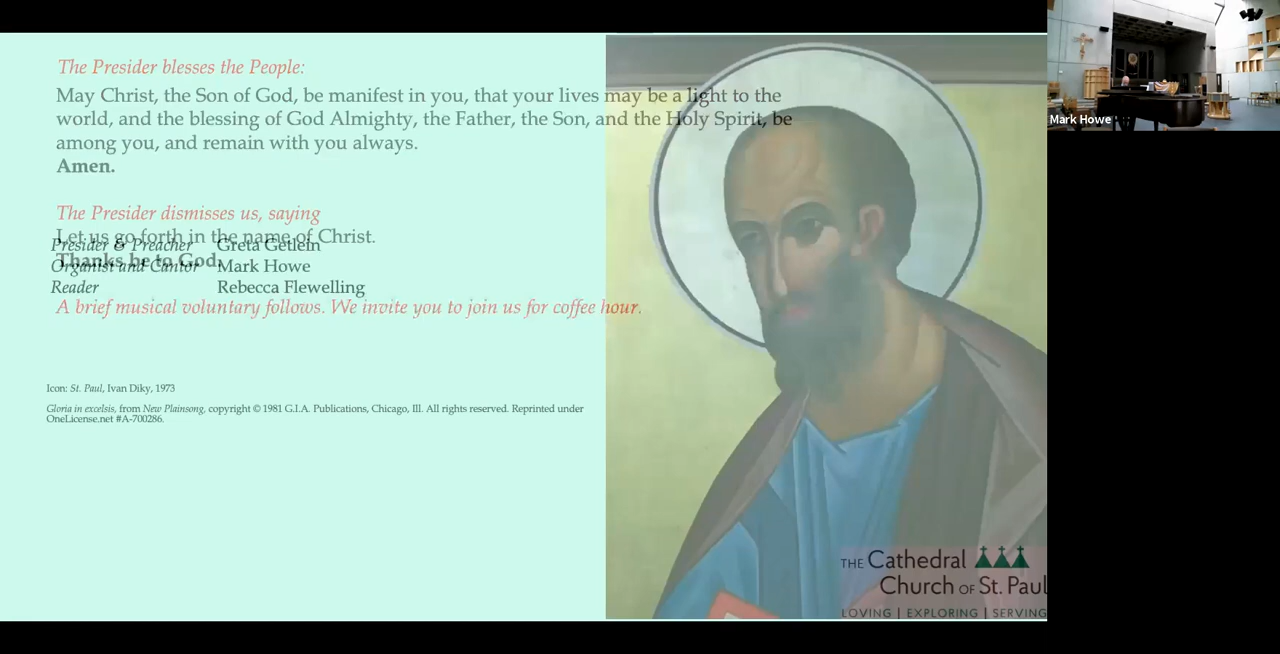 The Presider blesses the People:
May Christ, the Son of God, be manifest in you, that your lives may be a light to the
world, and the blessing of God Almighty, the Father, the Son, and the Holy Spirit, be
among you, and remain with you always.
Amen.
The Presider dismisses us, saying
Let us go forth in the name of Christ.
Thanks be to God.
Presider & Preacher Greta Getlein
Organist and Cantor Mark Howe
Reader Rebecca Flewelling
A brief musical voluntary follows. We invite you to join us for coffee hour.
Icon: St. Paul, Ivan Diky, 1973
Gloria in excelsis, from New Plainsong, copyright © 1981 G.I.A. Publications, Chicago, Ill. All rights reserved. Reprinted under
OneLicense.net #A-700286.
THE Cathedral
Church OF St. Paul
LOVING | EXPLORING | SERVING
Mark Howe